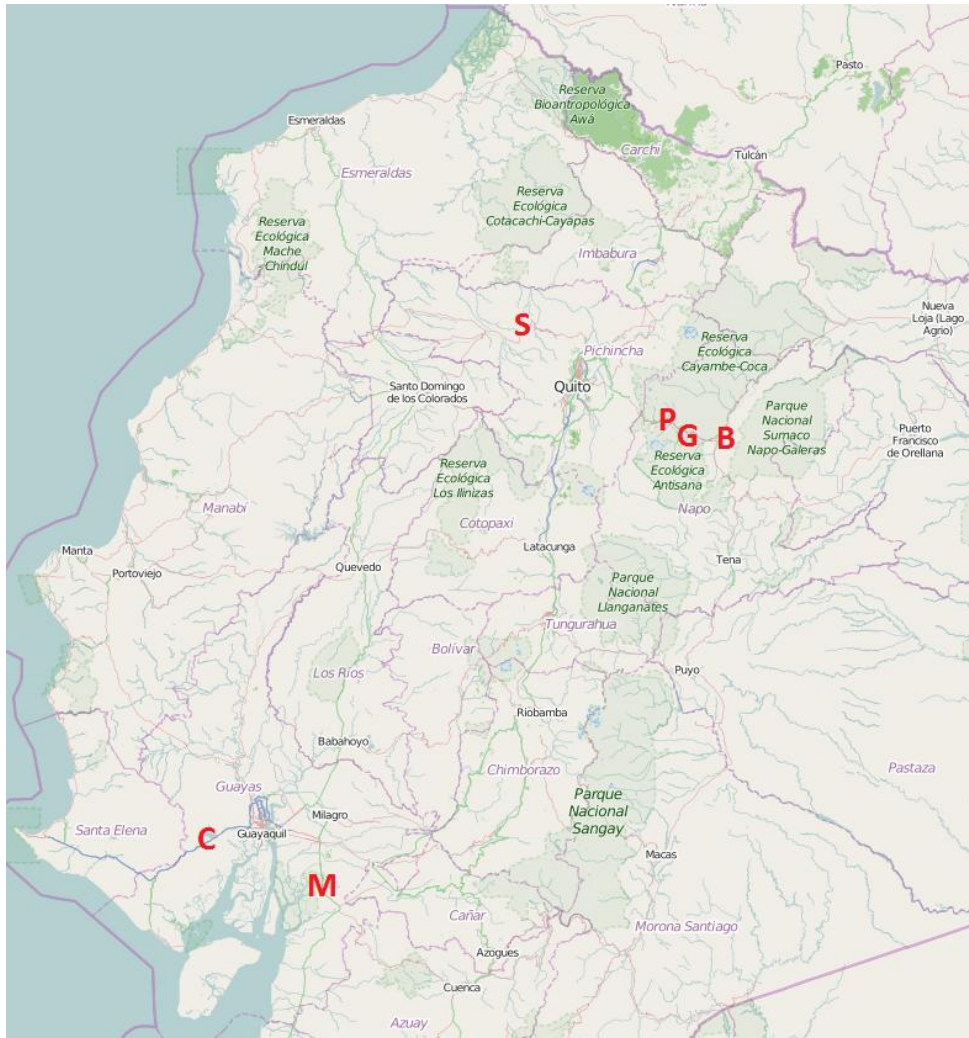 Pasto
Reserva
Bioantropológica
Awá
Esmeraldas
Carchi
Tulcán
Esmeraldas
Reserva
Ecológica
Cotacachi-Cayapas
Reserva
Ecológica
Mache
-Chindul
Imbabura
Nueva
Loja (Lago
Agrio)
S
Pichincha
Reserva
Ecológica
Cayambe-Coca
Quito
Santo Domingo
de los Colorados
Parque
Nacional
Sumaco
Napo-Galeras
P
G
B
Puerto
Francisco
de Orellana
Reserva
Ecológica
Antisana
Reserva
Ecológica
Los Ilinizas
Napo
Manabí
Cotopaxi
Manta
Portoviejo
Quevedo
Latacunga
Tena
Parque
Nacional
Llanganates
Tungurahua
Bolívar
Los Ríos
Puyo
Riobamba
Babahoyo
Chimborazo
Pastaza
Guayas
Parque
Nacional
Sangay
Milagro
Santa Elena
C
Guayaquil
Macas
M
Cañar
Morona Santiago
Azogues
Cuenca
Azuay